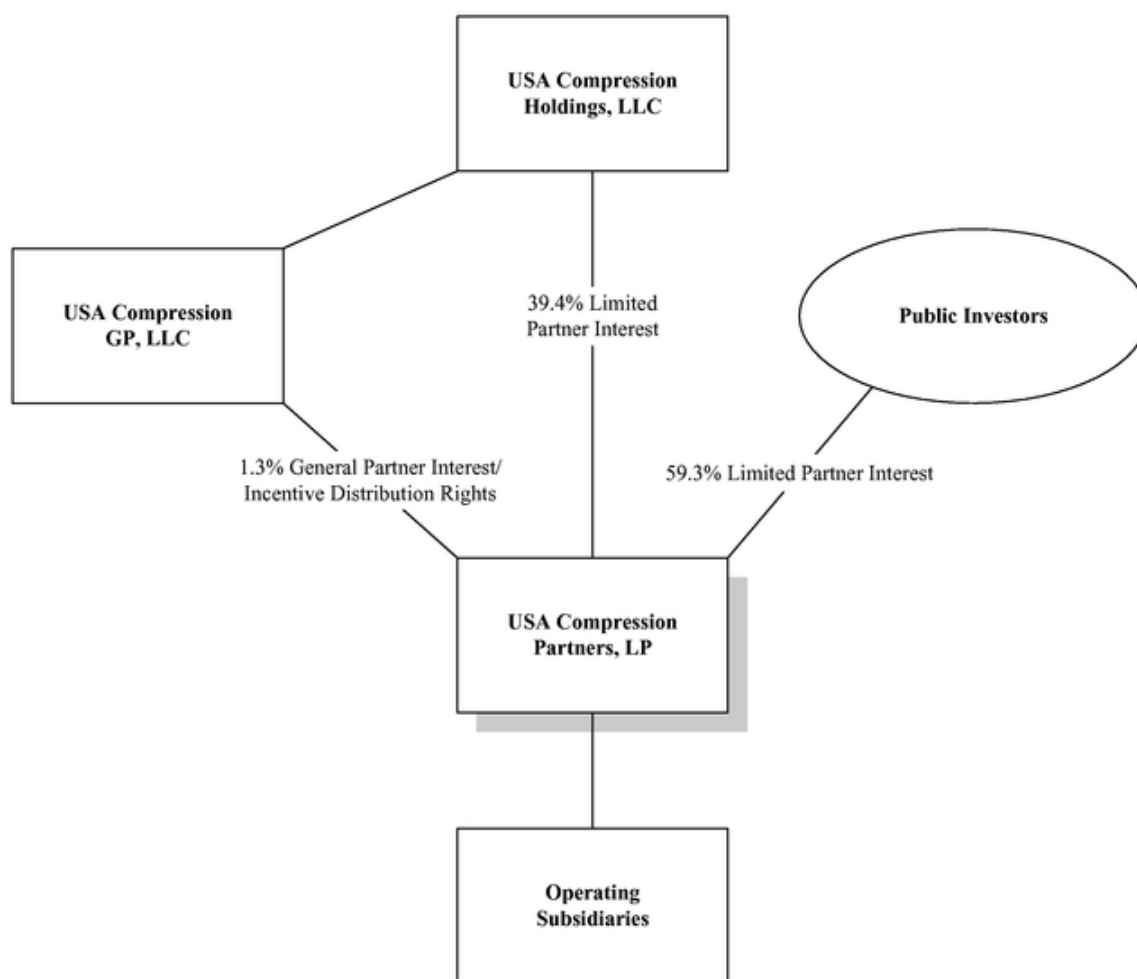 USA Compression
Holdings, LLC
USA Compression
GP, LLC
39.4% Limited
Partner Interest
Public Investors
1.3% General Partner Interest/
Incentive Distribution Rights
59.3% Limited Partner Interest
USA Compression
Partners, LP
Operating
Subsidiaries